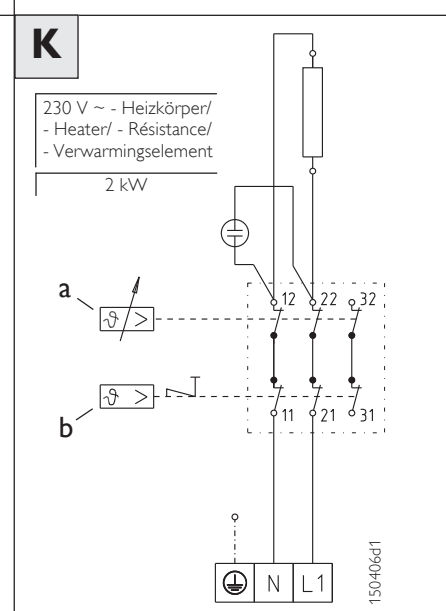 K
230 V ~ - Heizkörper/
- Heater/ - Résistance/
- Verwarmingselement
2 kW
a
12 22 32
ϑ >
b
ϑ >
11 21 31
N L1
150406d1